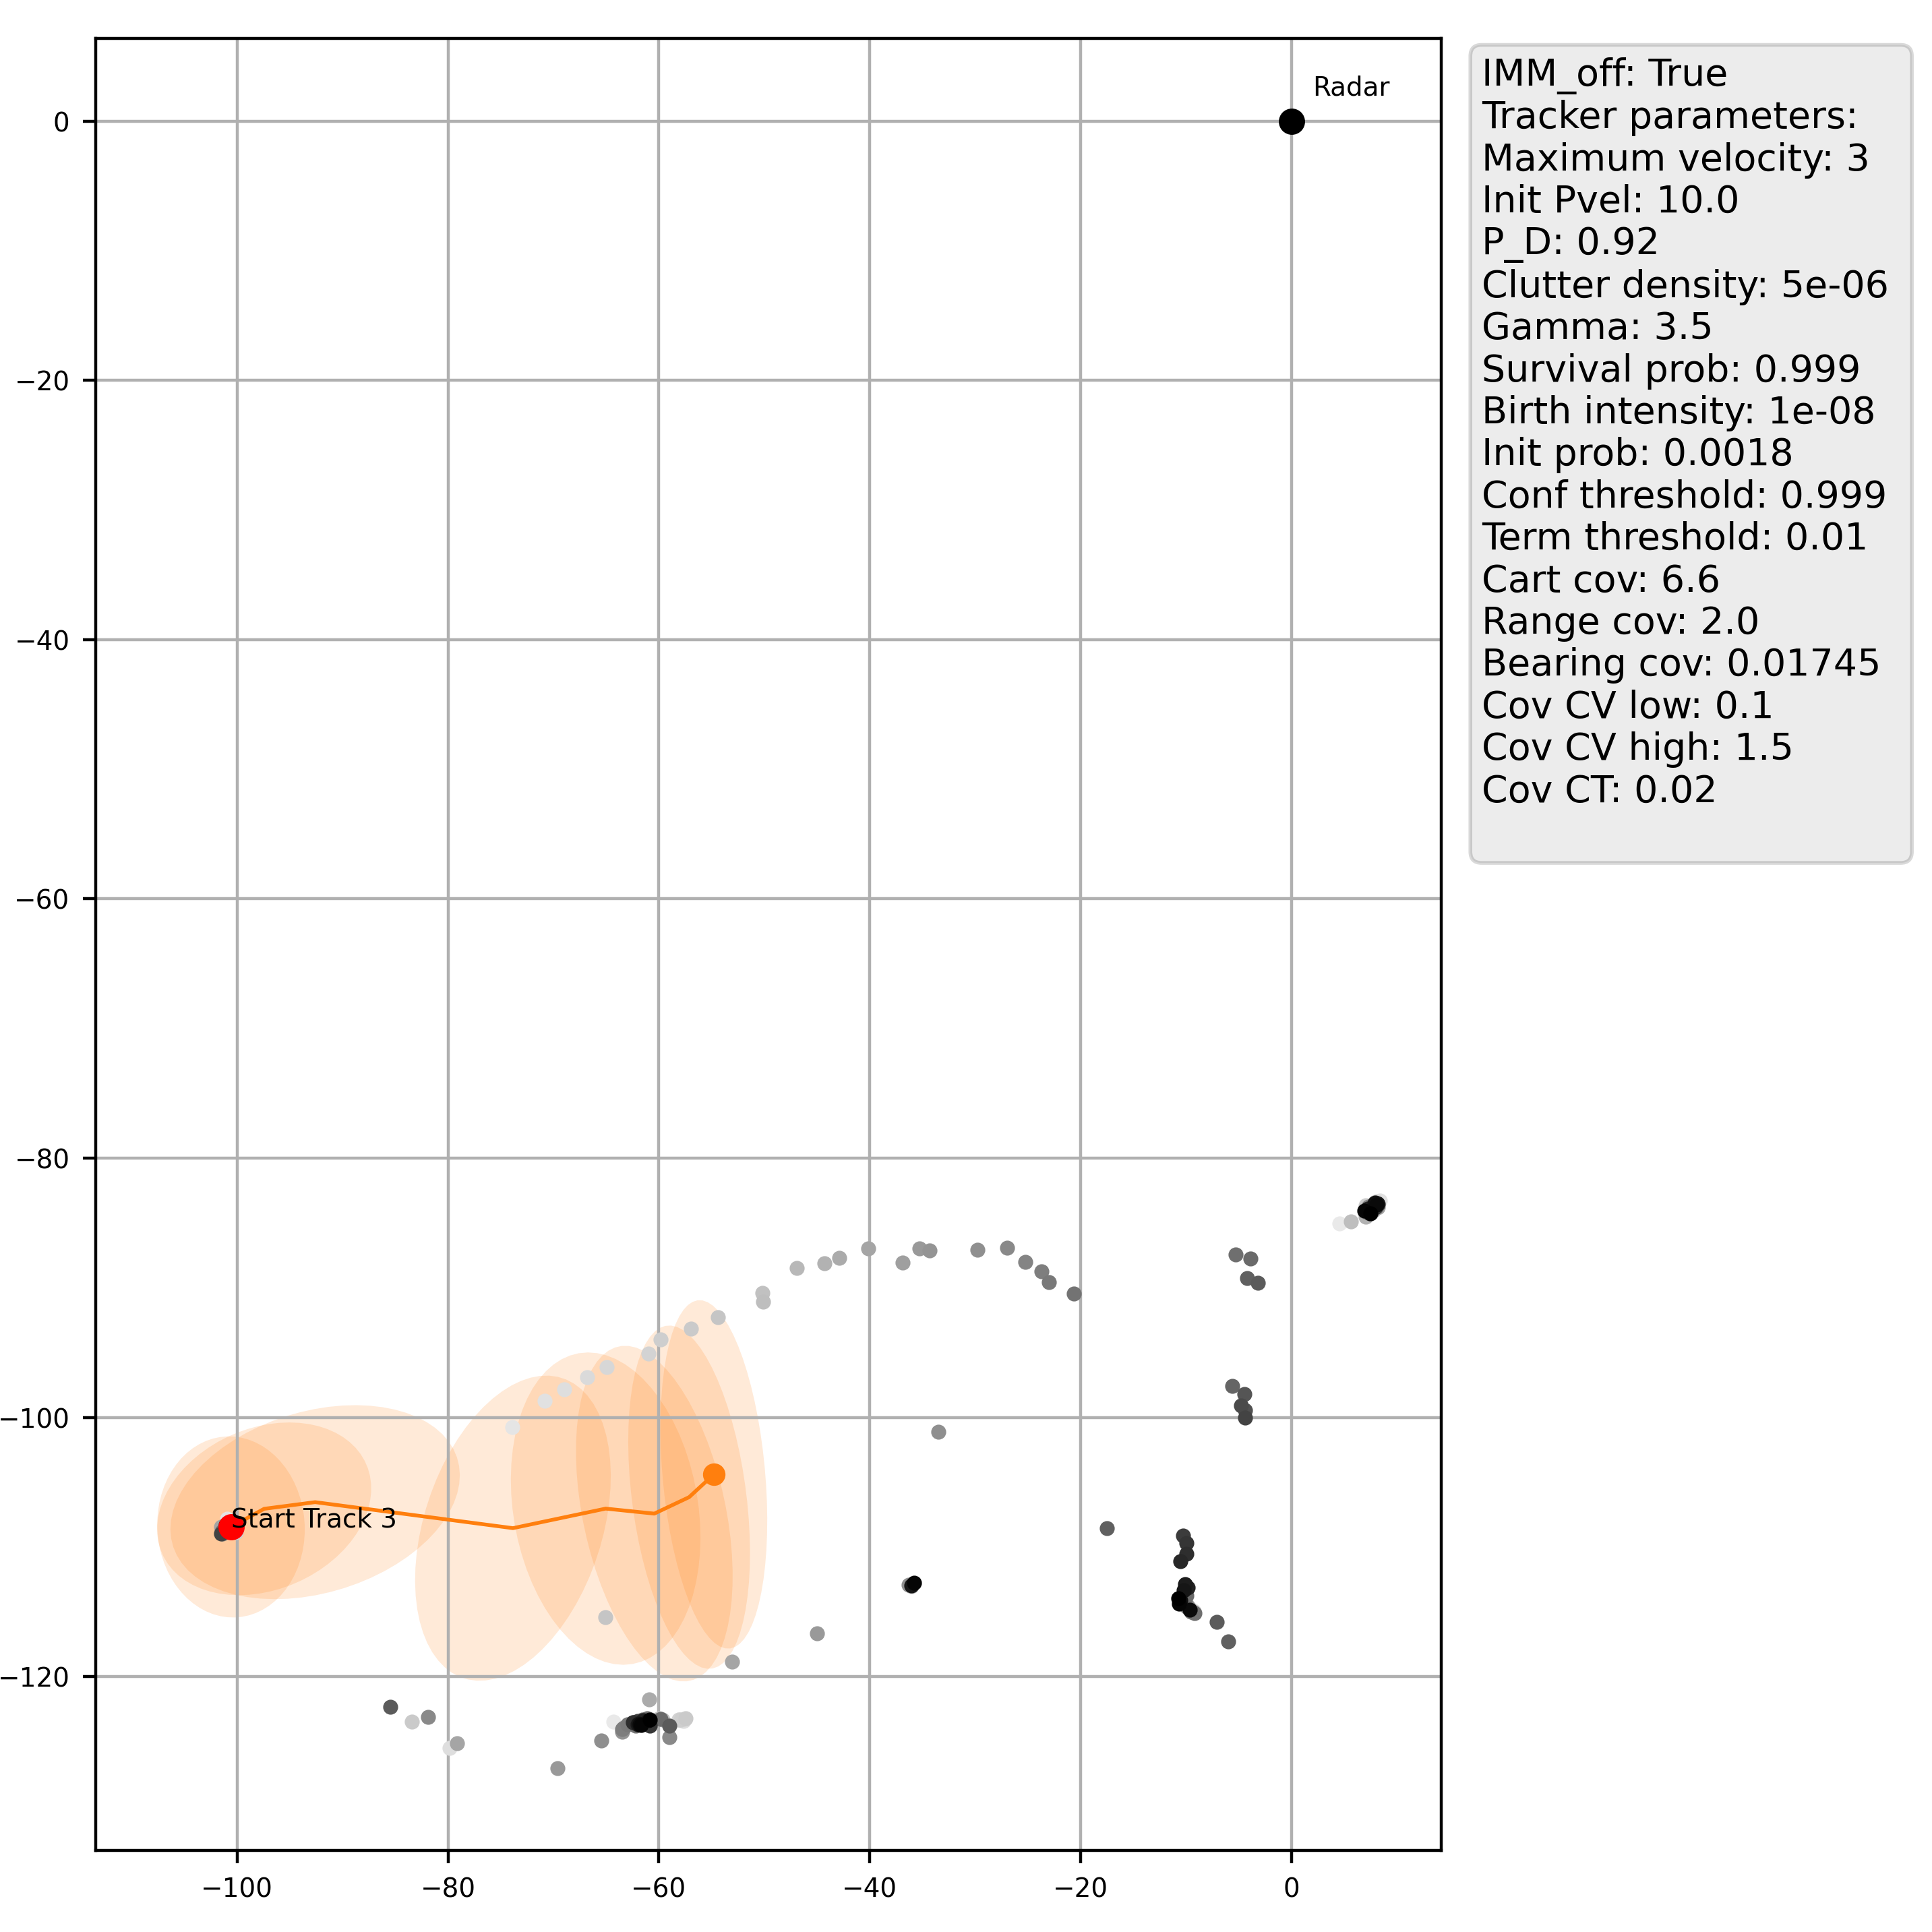 Radar
0
−20
−40
−60
−80
−100
−120
Start Track 3
−100
−80
−60
−40
−20
0
IMM_off: True
Tracker parameters:
Maximum velocity: 3
Init Pvel: 10.0
P_D: 0.92
Clutter density: 5e-06
Gamma: 3.5
Survival prob: 0.999
Birth intensity: 1e-08
Init prob: 0.0018
Conf threshold: 0.999
Term threshold: 0.01
Cart cov: 6.6
Range cov: 2.0
Bearing cov: 0.01745
Cov CV low: 0.1
Cov CV high: 1.5
Cov CT: 0.02